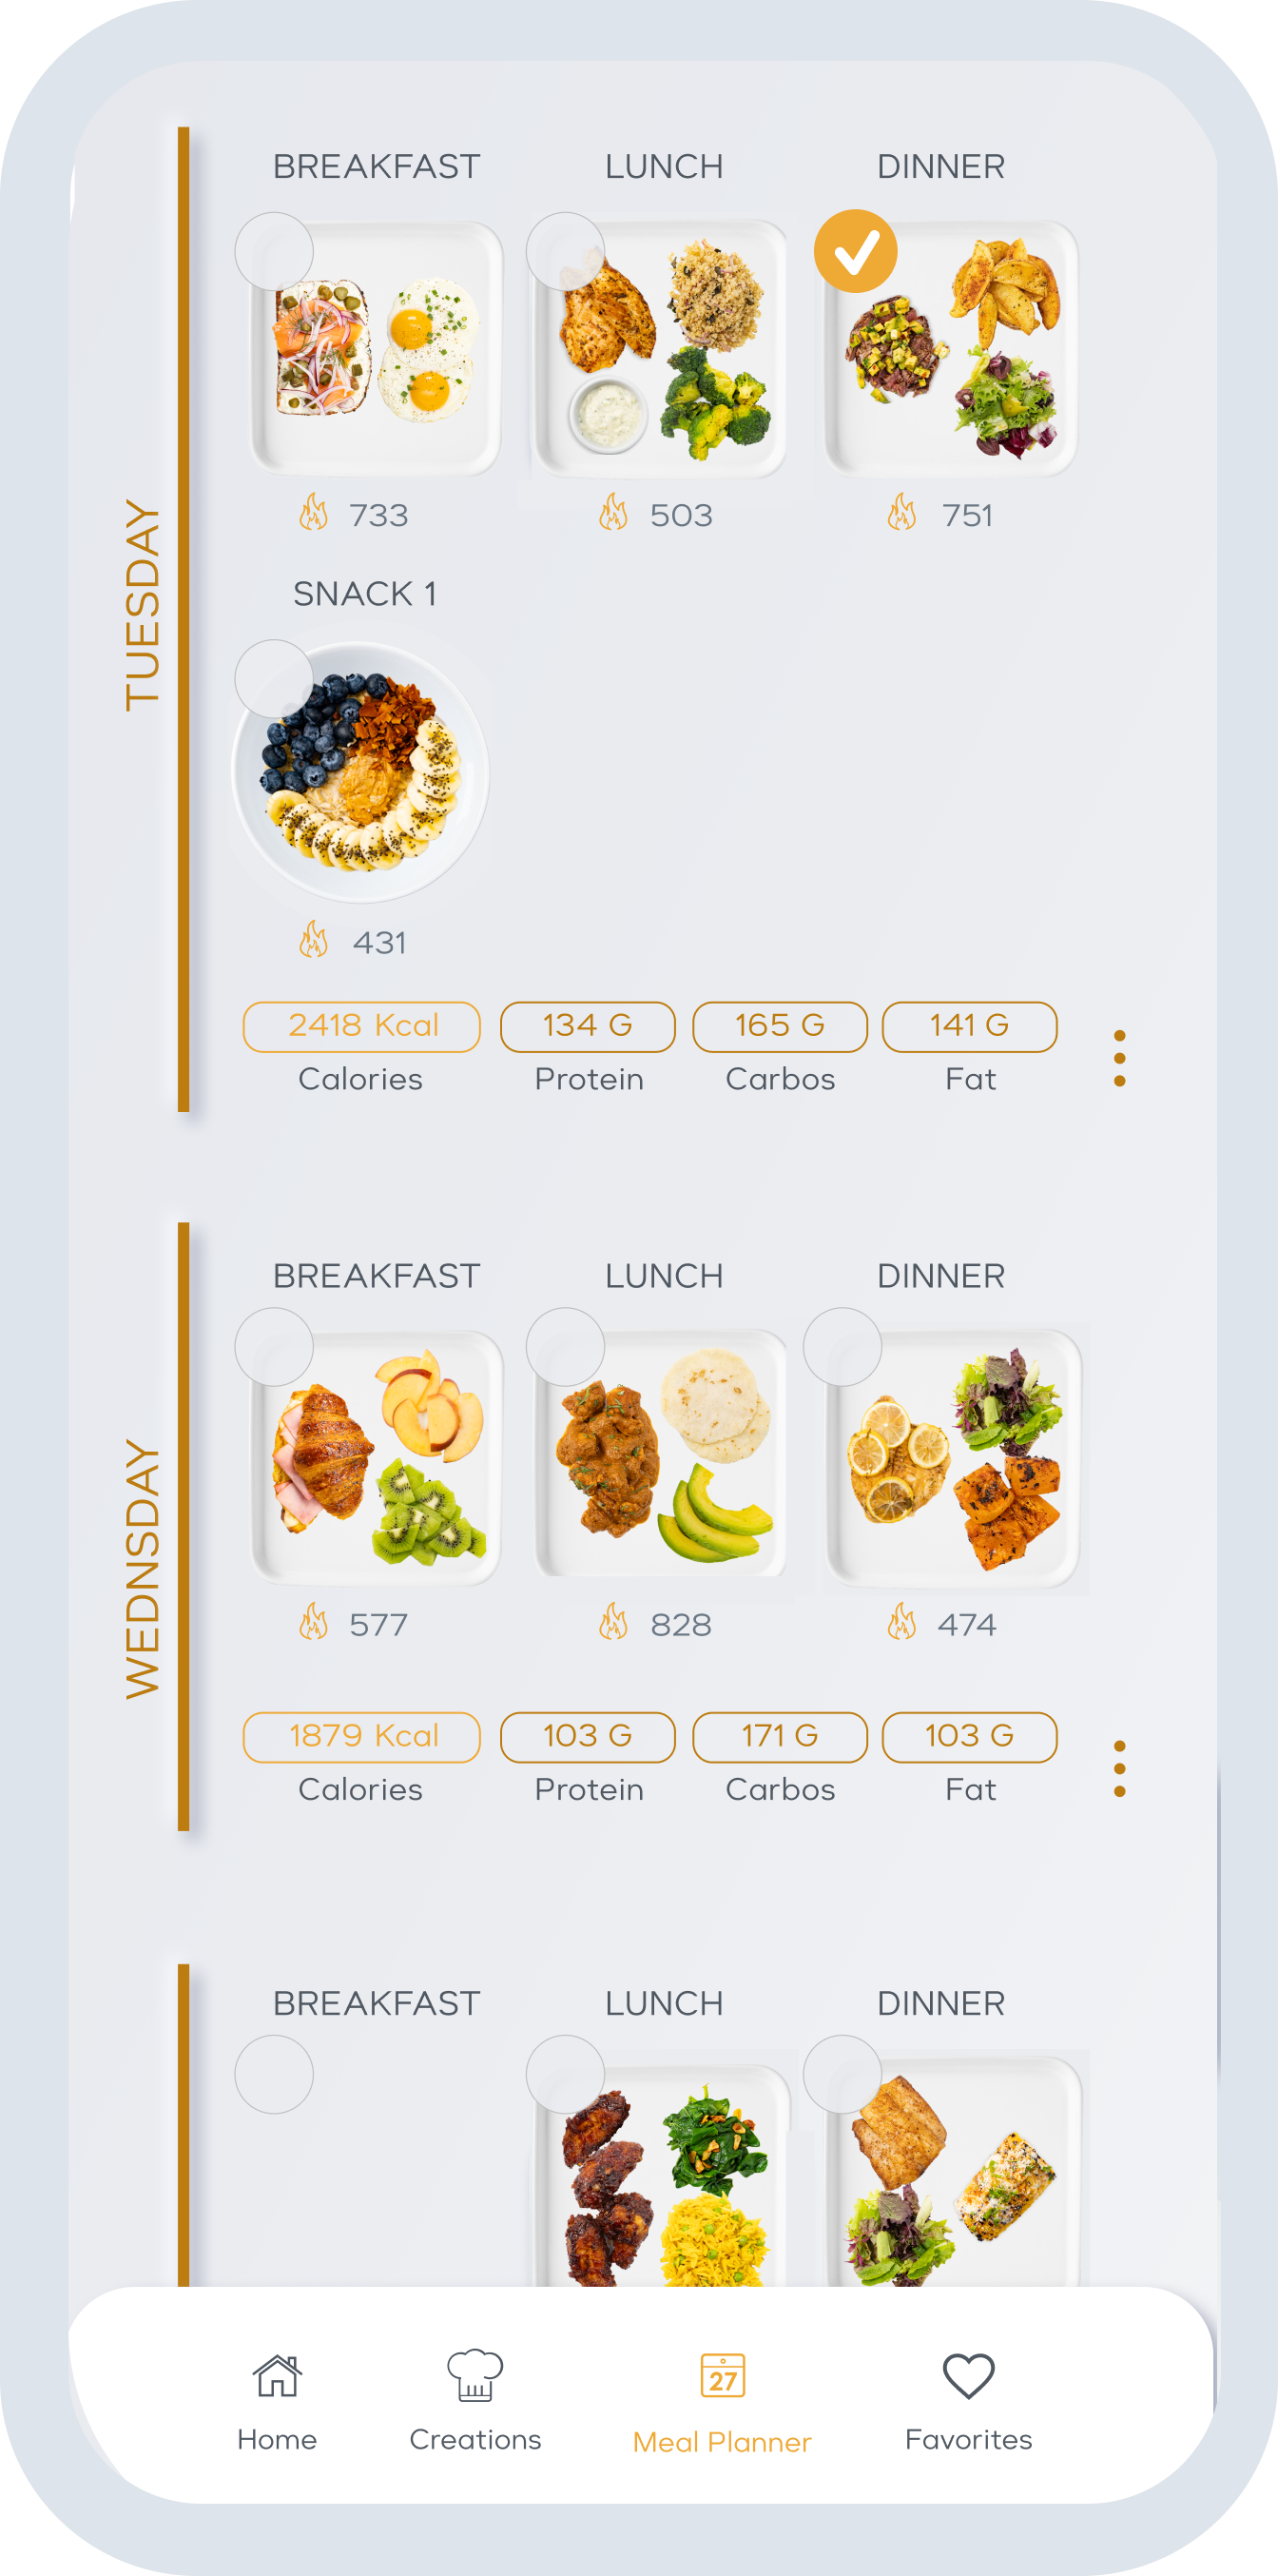 TUESDAY
BREAKFAST LUNCH DINNER
733 503 751
SNACK 1
431
2418 Kcal 134 G 165 G 141 G
Calories Protein Carbos Fat
WEDNSDAY
BREAKFAST LUNCH DINNER
577 828 474
1879 Kcal 103 G 171 G 103 G
Calories Protein Carbos Fat
BREAKFAST LUNCH DINNER
27
Home Creations Meal Planner Favorites